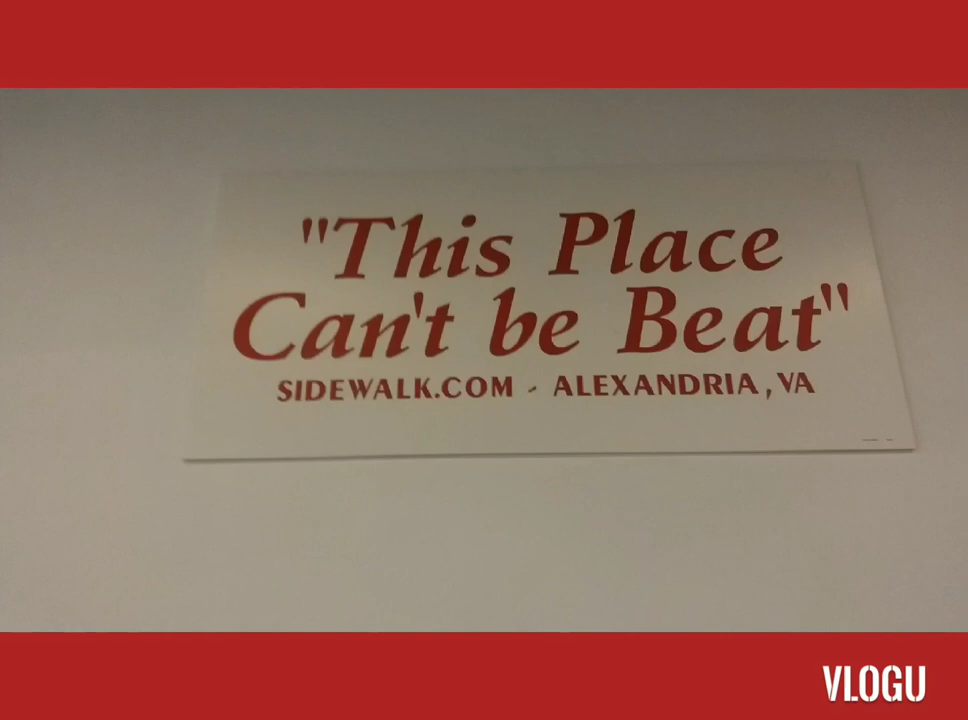 "This Place
Can't be Beat"
SIDEWALK.COM - ALEXANDRIA, VA
VLOGU